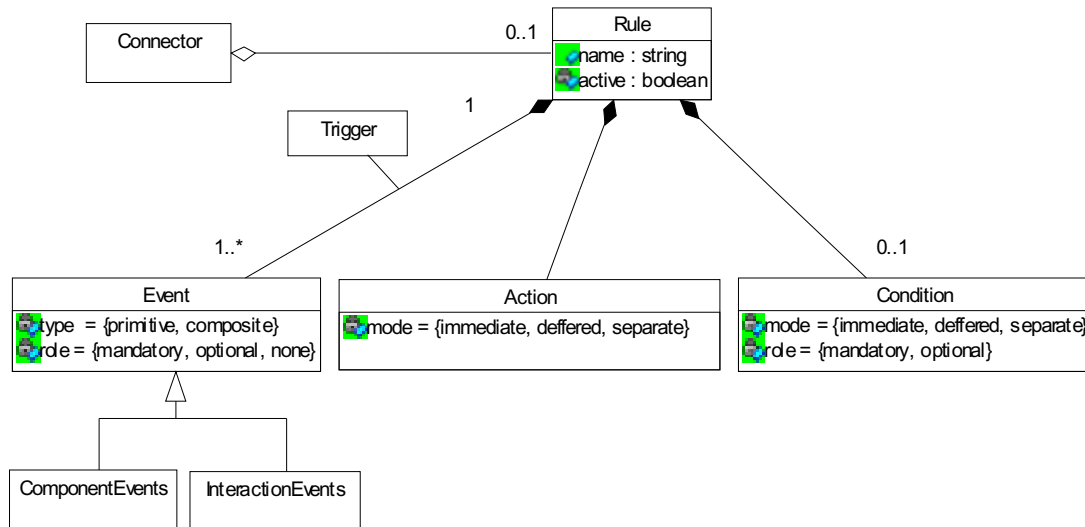 Connector
0..1
Rule
name : string
active : boolean
1
Trigger
1..*
0..1
Event
type = {primitive, composite}
role = {mandatory, optional, none}
Action
mode = {immediate, deffered, separate}
Condition
mode = {immediate, deffered, separate}
role = {mandatory, optional}
ComponentEvents
InteractionEvents